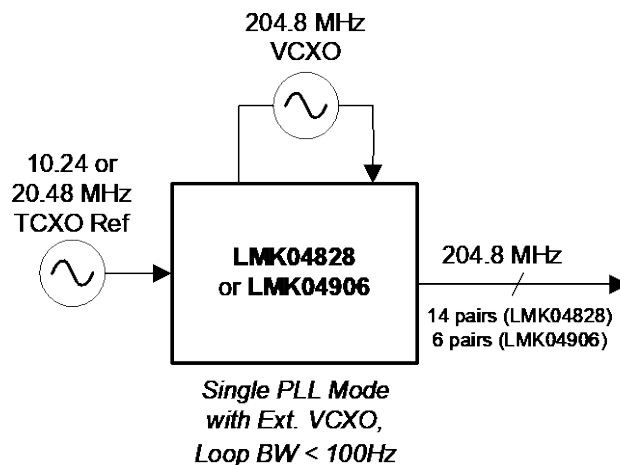 204.8 MHz
VCXO
10.24 or
20.48 MHz
TCXO Ref
LMK04828
or LMK04906
204.8 MHz
14 pairs (LMK04828)
6 pairs (LMK04906)
Single PLL Mode
with Ext. VCXO,
Loop BW < 100Hz